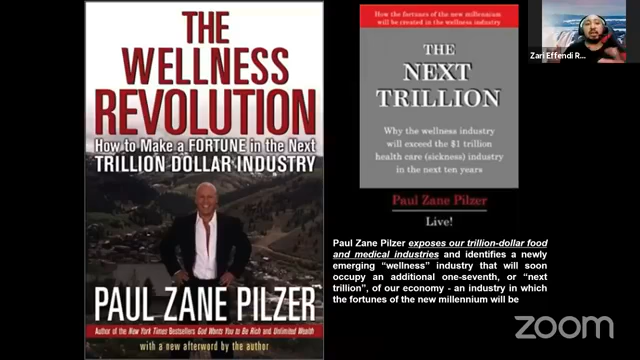 THE
WELLNESS
REVOLUTION
How to Make a FORTUNE in the Next
TRILLION DOLLAR INDUSTRY
PAUL ZANE PILZER
Author of the New York Times Bestsellers God Wants You to Be Rich and Unlimited Wealth
with a new afterword by the author
How the fortunes of the new millennium
will be created in the wellness industry
THE
NEXT
TRILLION
Why the wellness industry
will exceed the $1 trillion
health care (sickness) industry
in the next ten years
Paul Zane Pilzer
Live!
Paul Zane Pilzer exposes our trillion-dollar food
and medical industries and identifies a newly
emerging “wellness” industry that will soon
occupy an additional one-seventh, or “next
trillion”, of our economy - an industry in which
the fortunes of the new millennium will be
Zari Effendi R...
zoom